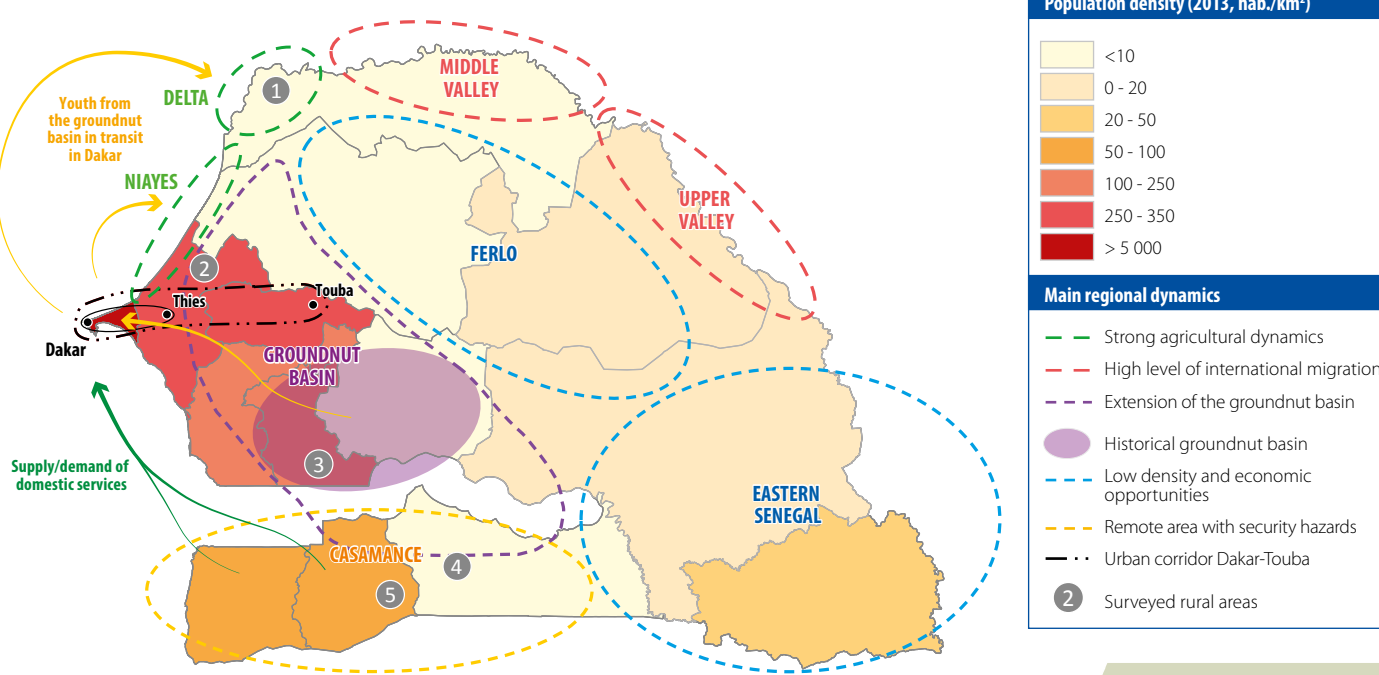 MIDDLE
VALLEY
DELTA
1
Youth from
the groundnut
basin in transit
in Dakar
NIAYES
UPPER
VALLEY
FERLO
2
Thies
Touba
Dakar
GROUNDNUT
BASIN
3
Supply/demand of
domestic services
EASTERN
SENEGAL
CASAMANCE
4
5
Population density (2013, hab./km²)
<10
0 - 20
20 - 50
50 - 100
100 - 250
250 - 350
> 5 000
Main regional dynamics
Strong agricultural dynamics
High level of international migration
Extension of the groundnut basin
Historical groundnut basin
Low density and economic
opportunities
Remote area with security hazards
Urban corridor Dakar-Touba
2 Surveyed rural areas